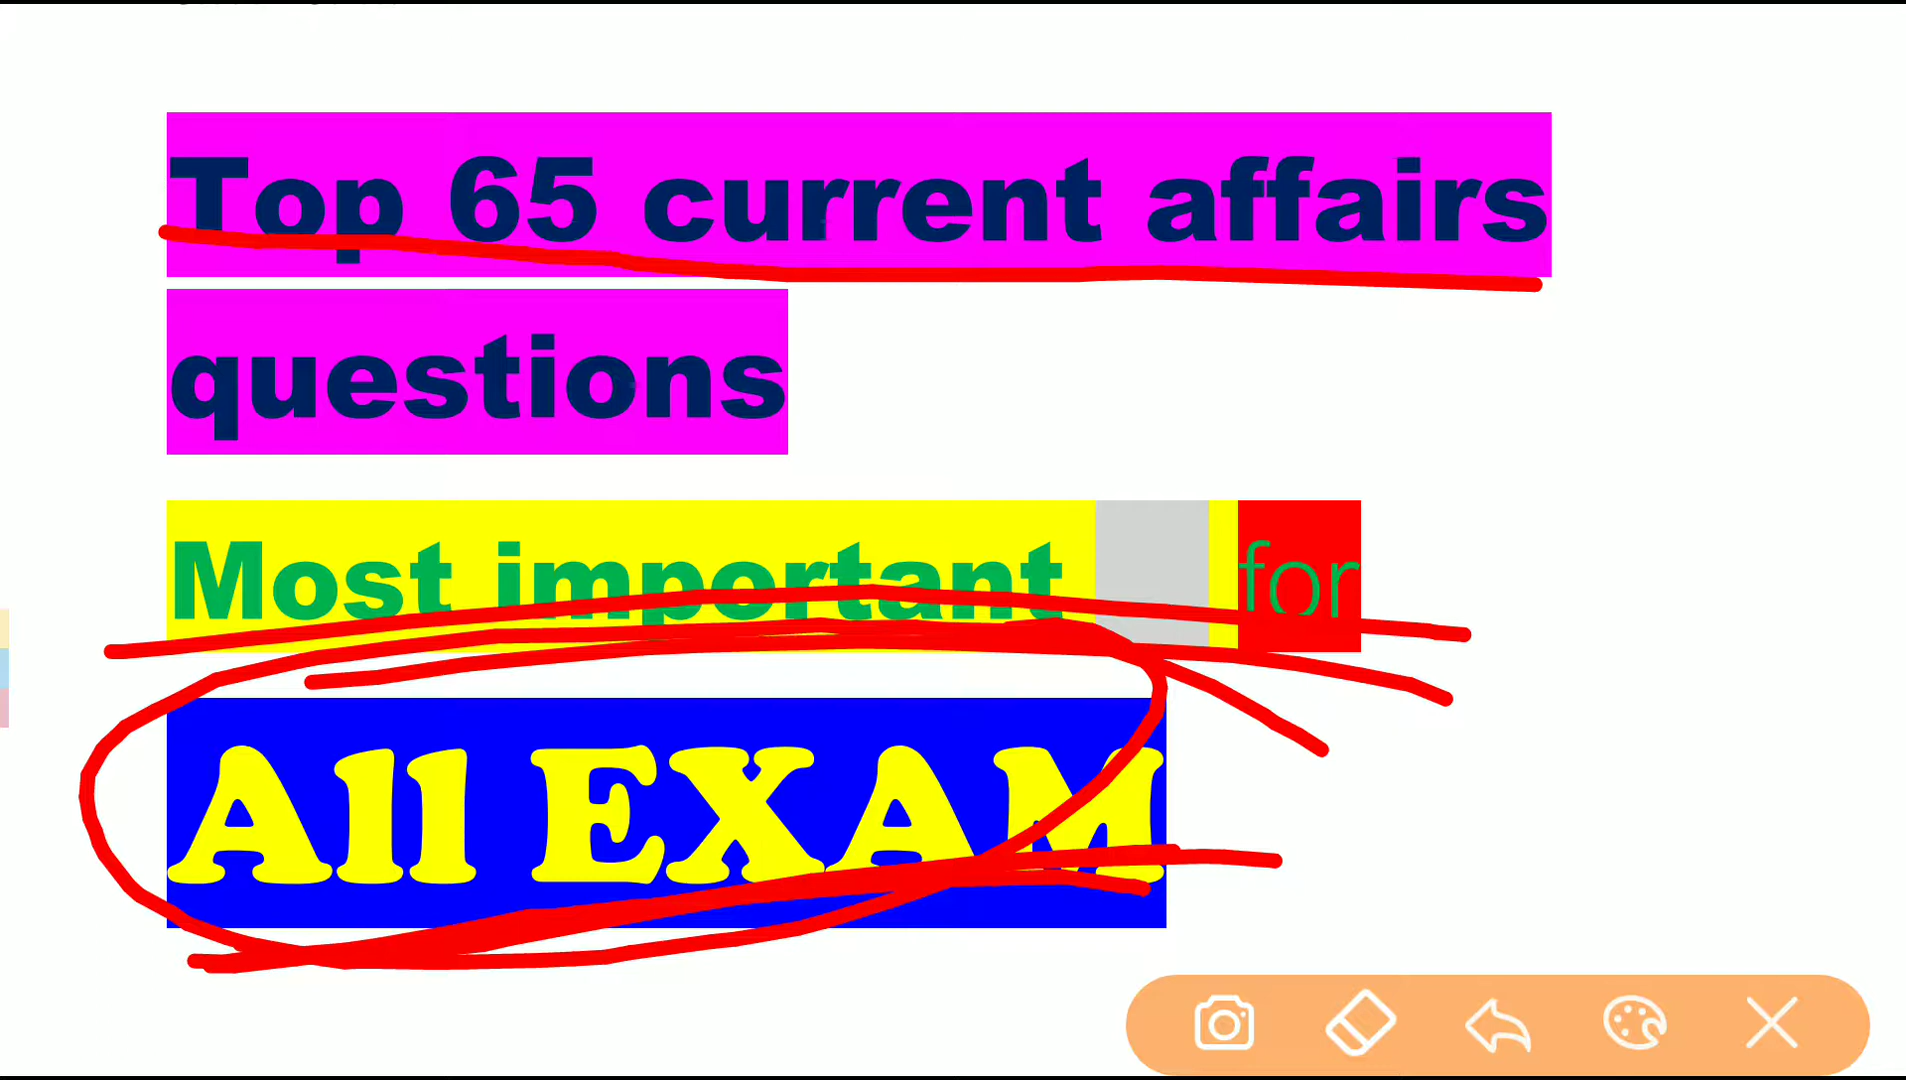 Top 65 current affairs
questions
Most important for
All EXAM